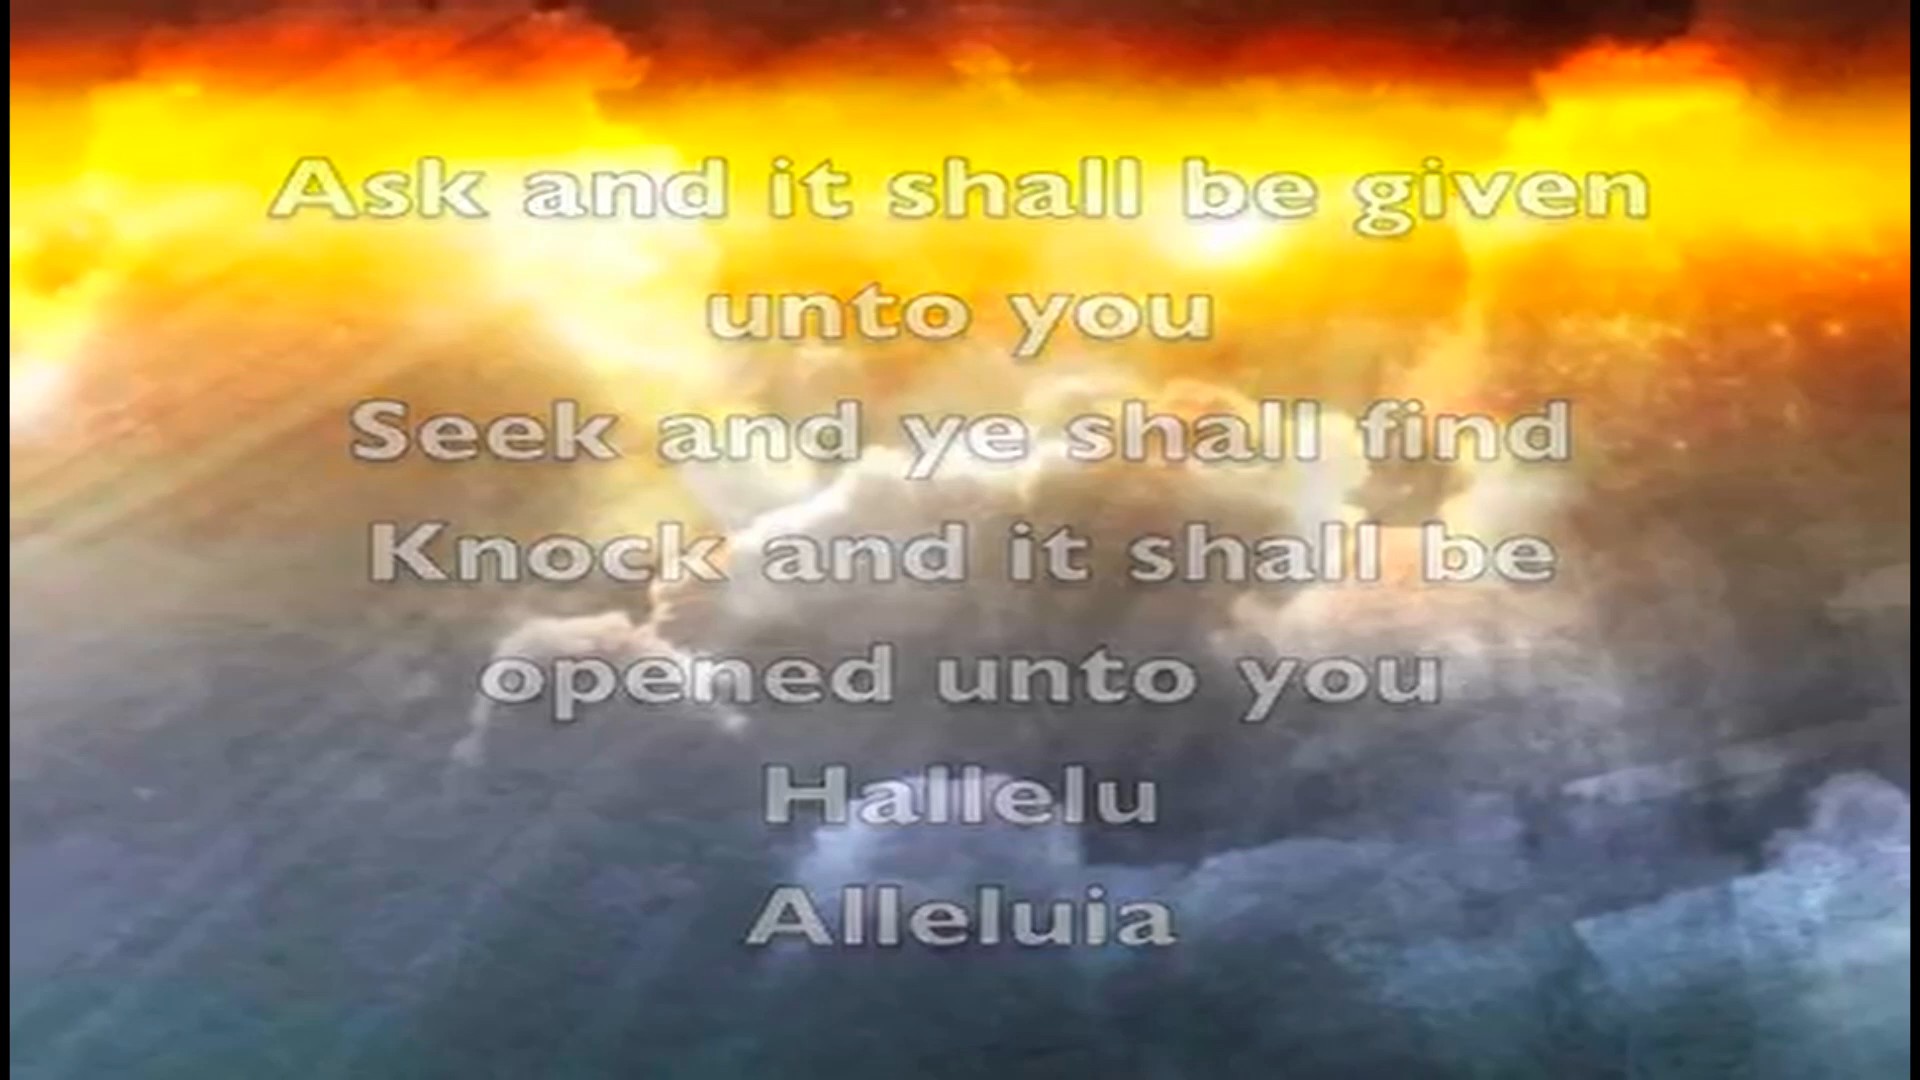 Ask and it shall be given
unto you
Seek and ye shall find
Knock and it shall be
opened unto you
Hallelu
Alleluia